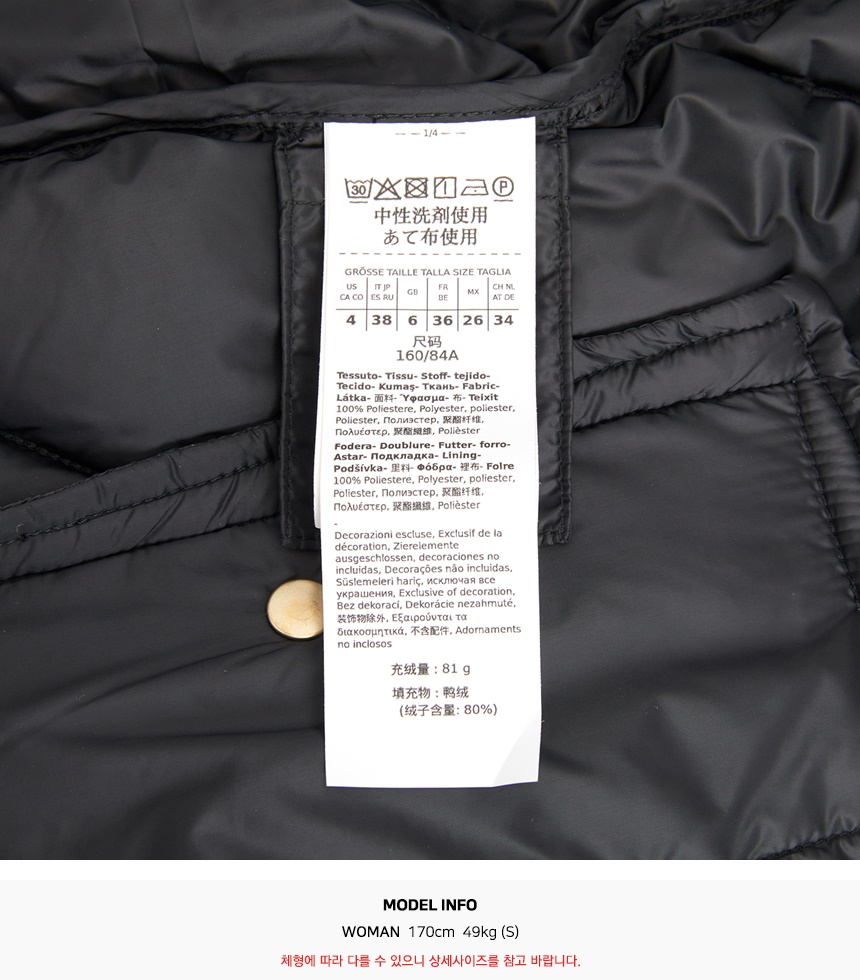 1/4
30 P
中性洗剤使用
あて布使用
GRÖSSE TAILLE TALLA SIZE TAGLIA
US CA CO | IT JP ES RU | GB | FR BE | MX | CH NL AT DE
4 | 38 | 6 | 36 | 26 | 34
尺码
160/84A
Tessuto- Tissu- Stoff- tejido-
Tecido- Kumaş- Ткань- Fabric-
Látka- 面料- Ύφασμα- 布- Teixit
100% Poliestere, Polyester, poliester,
Poliester, Полиэстер, 聚酯纤维,
Πολυέστερ, 聚酯纖維, Polièster
Fodera- Doublure- Futter- forro-
Astar- Подкладка- Lining-
Podšívka- 里料- Φόδρα- 裡布- Folre
100% Poliestere, Polyester, poliester,
Poliester, Полиэстер, 聚酯纤维,
Πολυέστερ, 聚酯纖維, Polièster
-
Decorazioni escluse, Exclusif de la
décoration, Zierelemente
ausgeschlossen, decoraciones no
incluidas, Decorações não incluidas,
Süslemeleri hariç, исключая все
украшения, Exclusive of decoration,
Bez dekorací, Dekorácie nezahmuté,
装饰物除外, Εξαιρούνται τα
διακοσμητικά, 不含配件, Adornaments
no inclosos
充绒量 : 81 g
填充物 : 鸭绒
(绒子含量: 80%)
MODEL INFO
WOMAN 170cm 49kg (S)
체형에 따라 다를 수 있으니 상세사이즈를 참고 바랍니다.